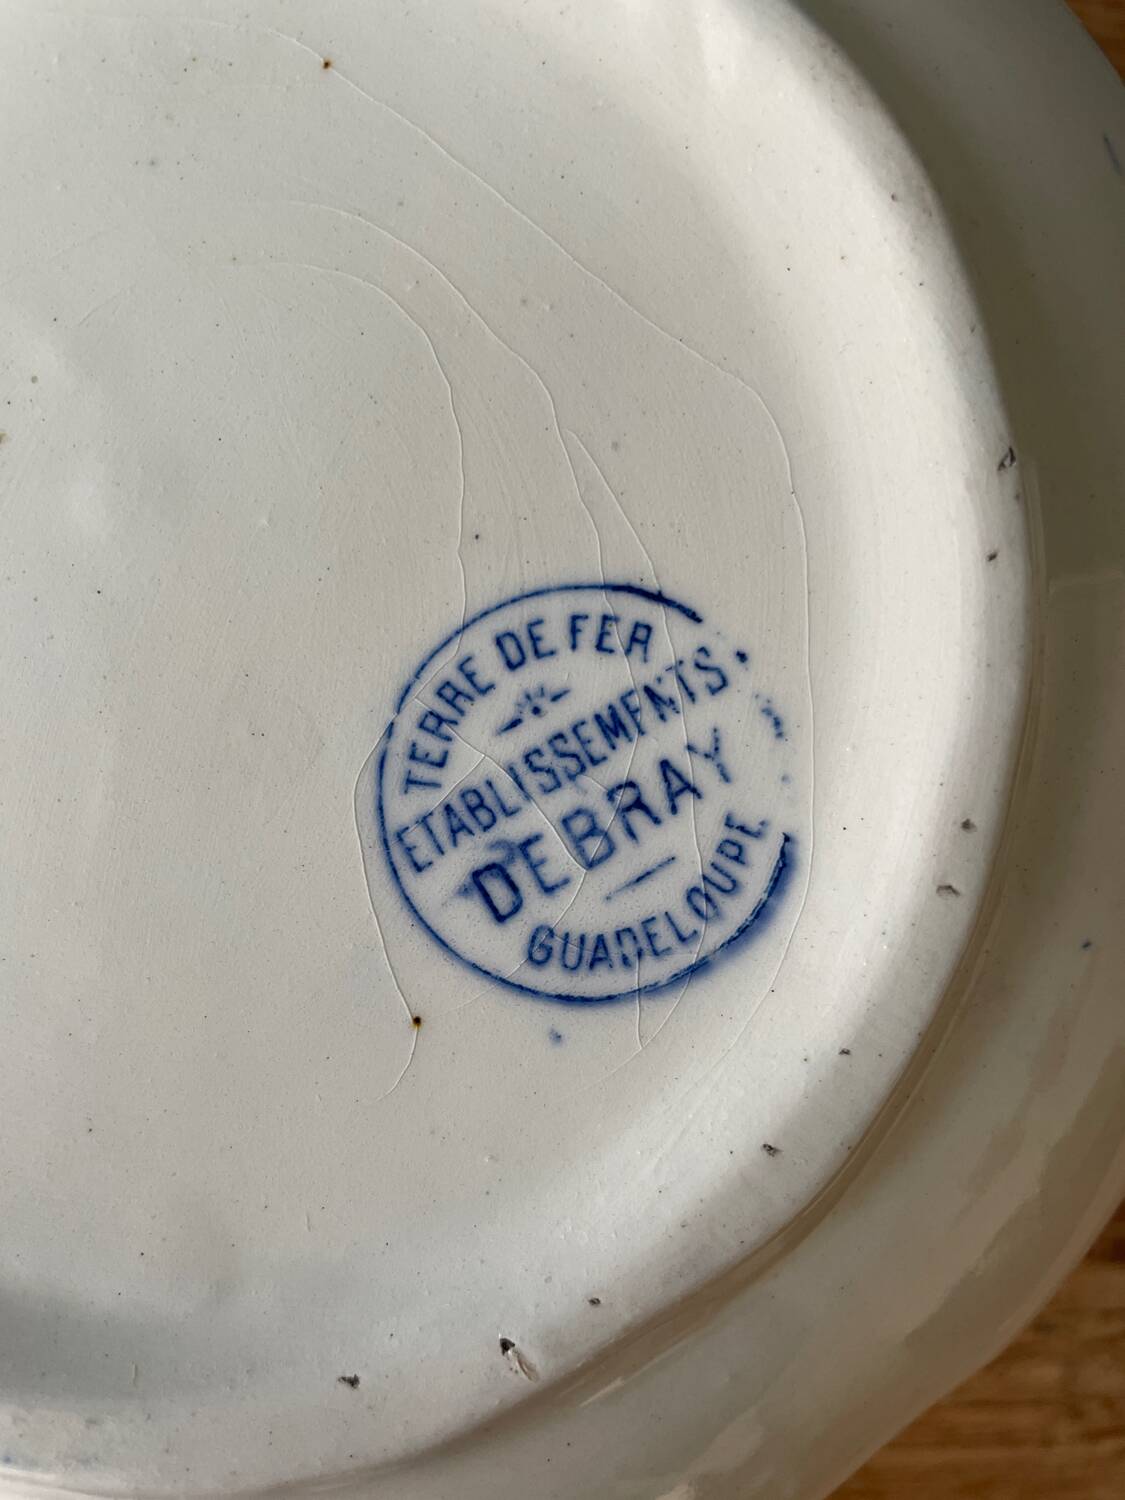 TERRE DE FER
ETABLISSEMENTS
DEBRAY
GUADELOUPE